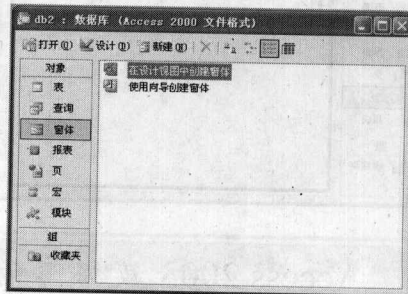 db2 : 数据库 (Access 2000 文件格式)
打开(O) 设计(D) 新建(N)
对象
表
查询
窗体
报表
页
宏
模块
组
收藏夹
在设计视图中创建窗体
使用向导创建窗体